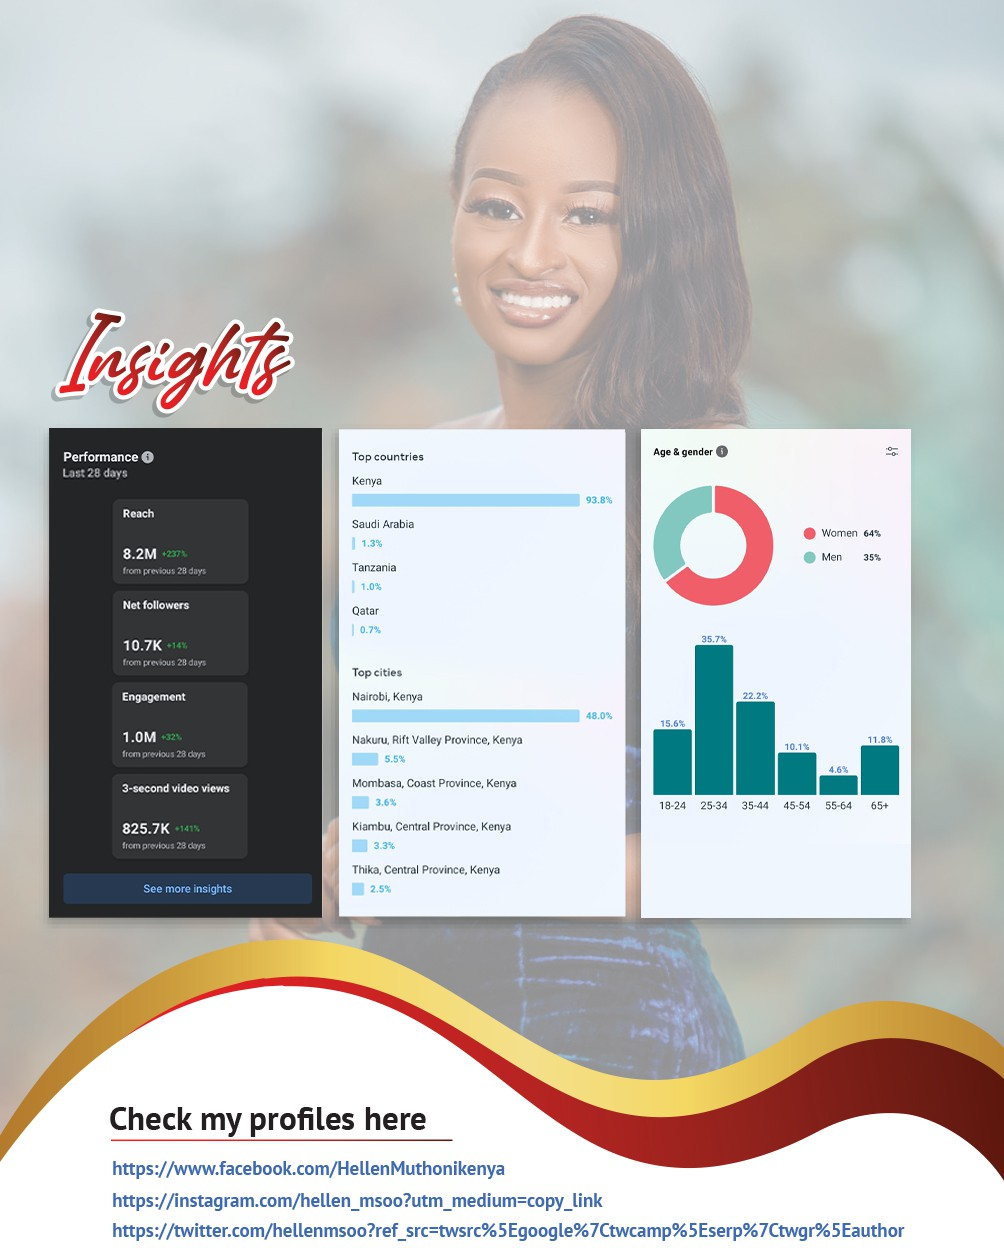 Insights
Performance
Last 28 days
Reach
8.2M +237%
from previous 28 days
Net followers
10.7K +14%
from previous 28 days
Engagement
1.0M +32%
from previous 28 days
3-second video views
825.7K +141%
from previous 28 days
See more insights
Top countries
Kenya
93.8%
Saudi Arabia
1.3%
Tanzania
1.0%
Qatar
0.7%
Top cities
Nairobi, Kenya
48.0%
Nakuru, Rift Valley Province, Kenya
5.5%
Mombasa, Coast Province, Kenya
3.6%
Kiambu, Central Province, Kenya
3.3%
Thika, Central Province, Kenya
2.5%
Age & gender
Women 64%
Men 35%
35.7%
22.2%
15.6%
10.1%
11.8%
4.6%
18-24 25-34 35-44 45-54 55-64 65+
Check my profiles here
https://www.facebook.com/HellenMuthonikenya
https://instagram.com/hellen_msoo?utm_medium=copy_link
https://twitter.com/hellenmsoo?ref_src=twsrc%5Egoogle%7Ctwcamp%5Eserp%7Ctwgr%5Eauthor